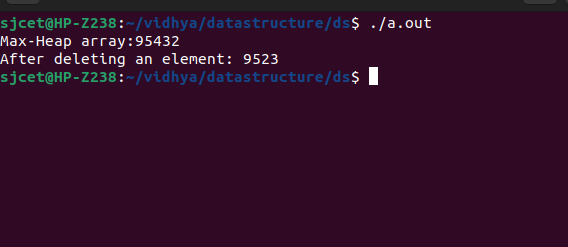 sjcet@HP-Z238:~/vidhya/datastructure/ds$ ./a.out
Max-Heap array:95432
After deleting an element: 9523
sjcet@HP-Z238:~/vidhya/datastructure/ds$